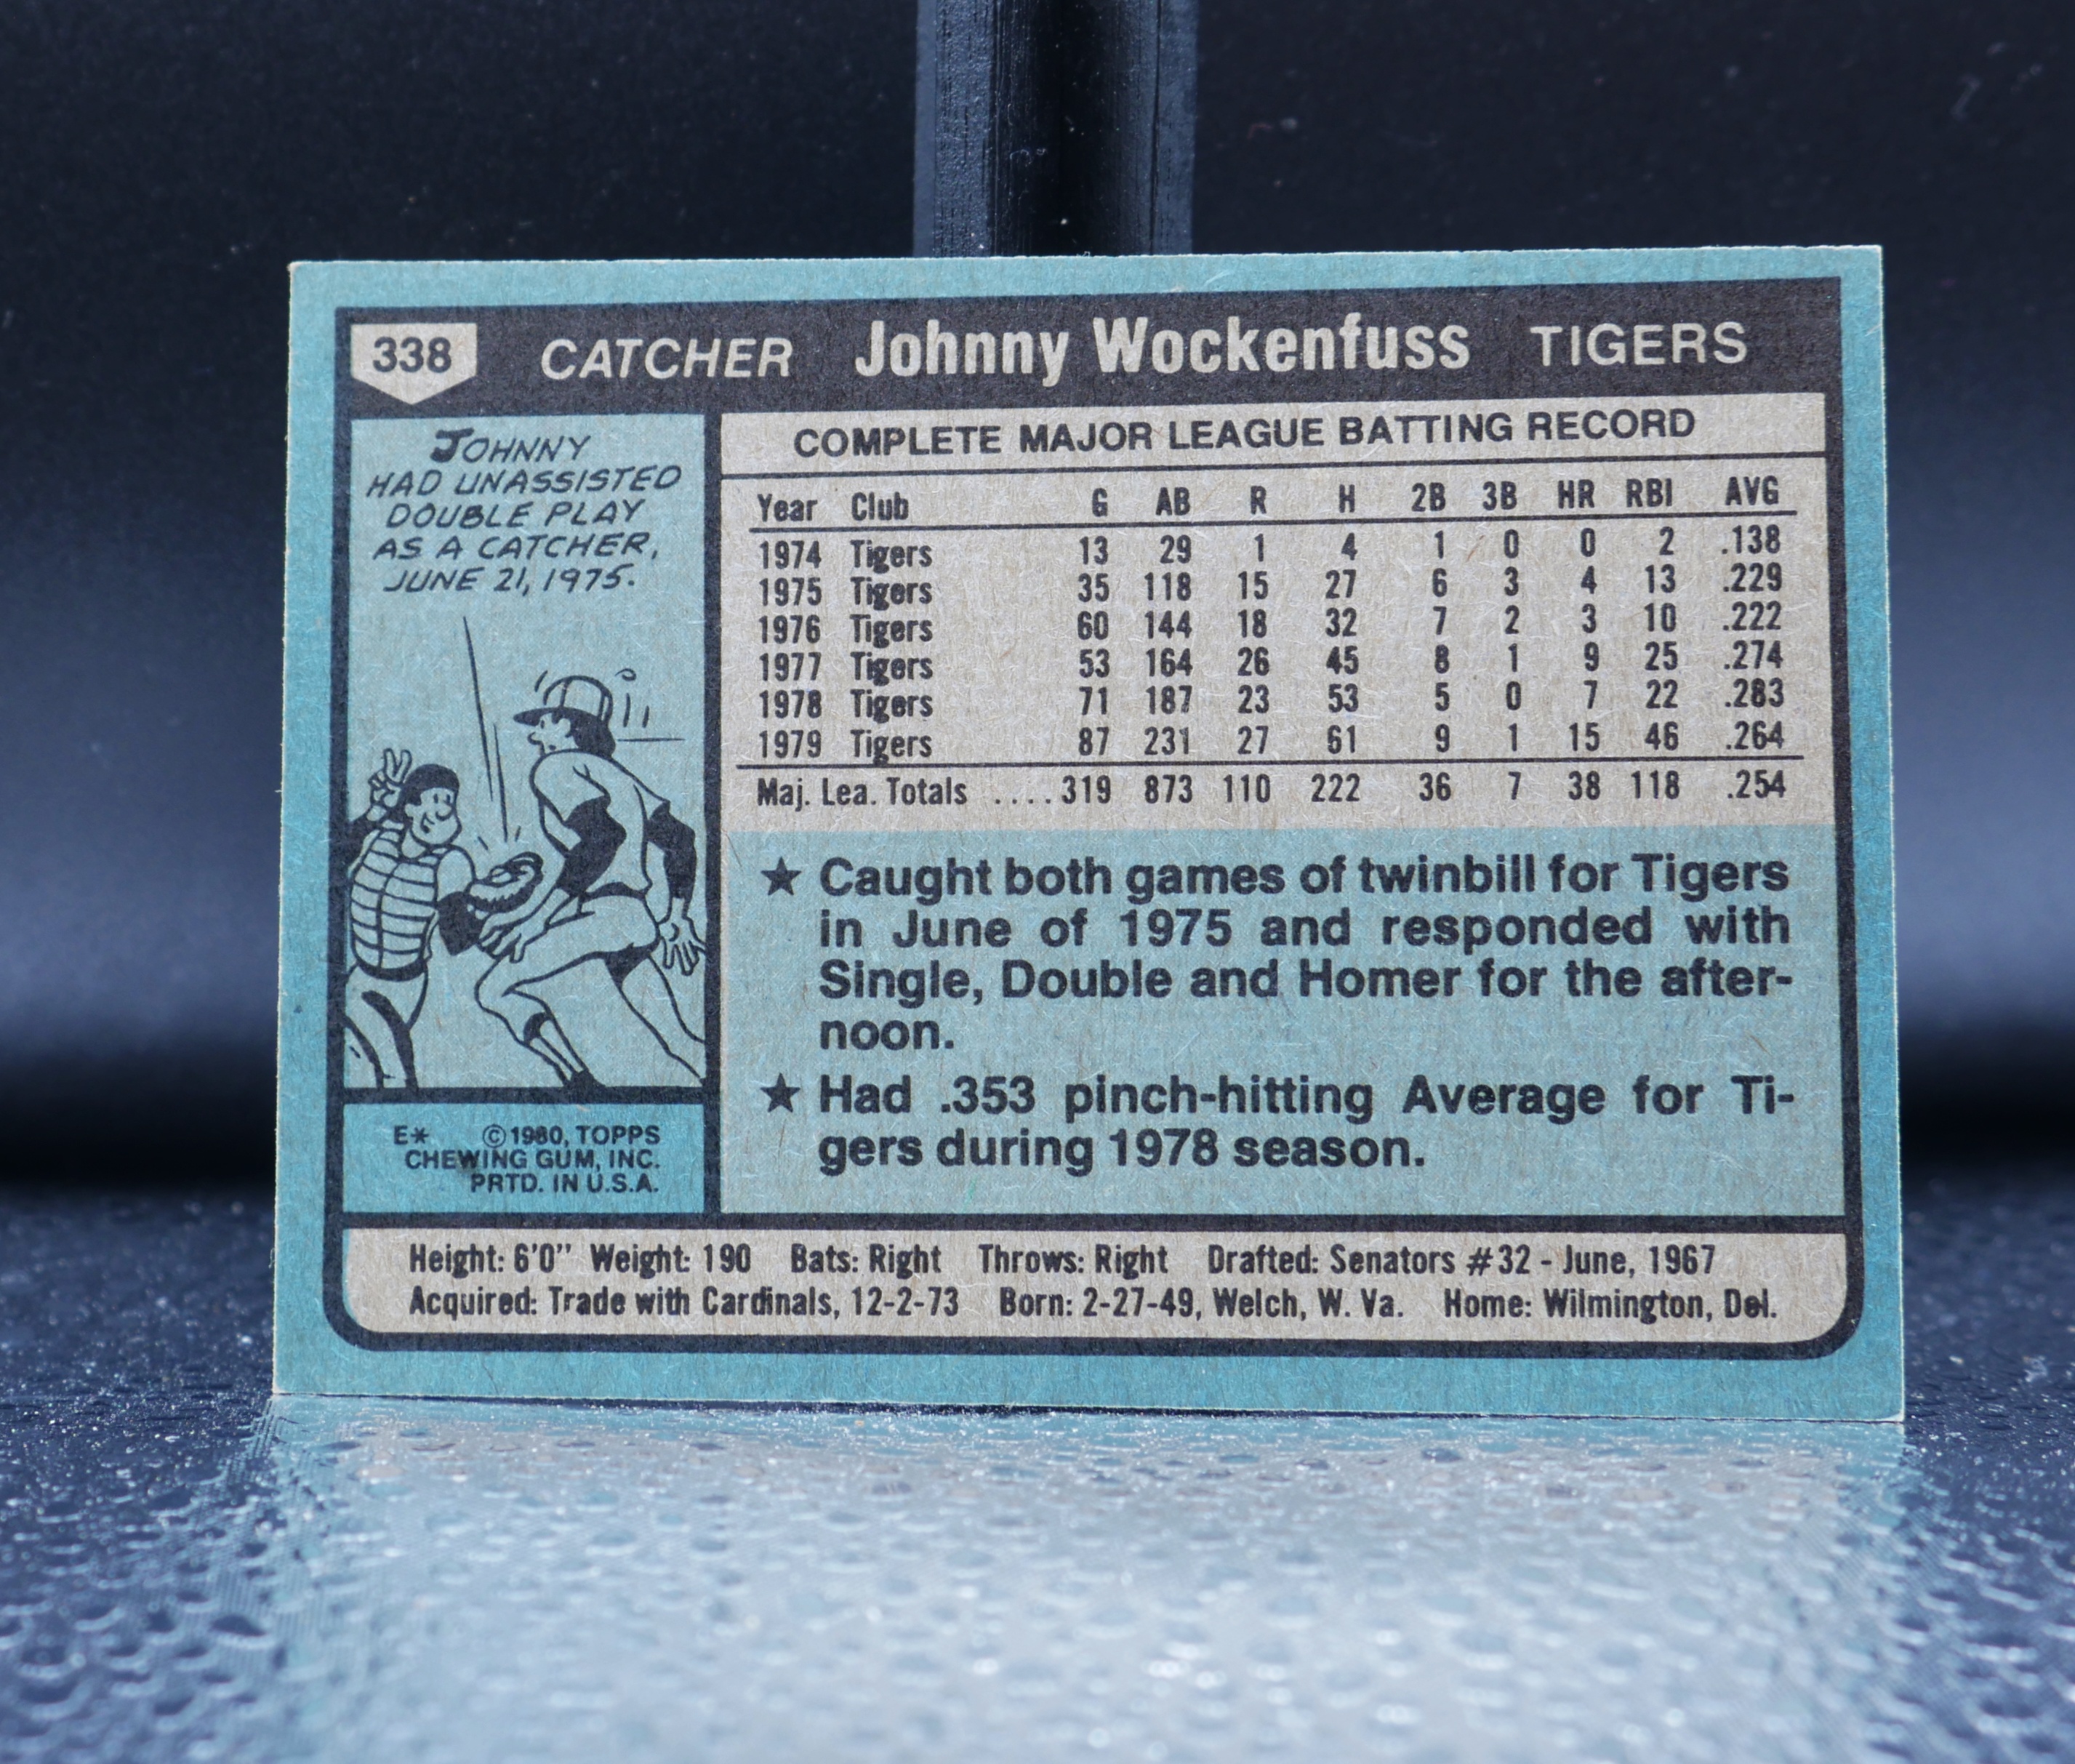 338 CATCHER Johnny Wockenfuss TIGERS
JOHNNY
HAD UNASSISTED
DOUBLE PLAY
AS A CATCHER,
JUNE 21, 1975.
E* © 1980, TOPPS
CHEWING GUM, INC.
PRTD. IN U.S.A.
COMPLETE MAJOR LEAGUE BATTING RECORD
Year Club G AB R H 2B 3B HR RBI AVG
1974 Tigers 13 29 1 4 1 0 0 2 .138
1975 Tigers 35 118 15 27 6 3 4 13 .229
1976 Tigers 60 144 18 32 7 2 3 10 .222
1977 Tigers 53 164 26 45 8 1 9 25 .274
1978 Tigers 71 187 23 53 5 0 7 22 .283
1979 Tigers 87 231 27 61 9 1 15 46 .264
Maj. Lea. Totals ....319 873 110 222 36 7 38 118 .254
★ Caught both games of twinbill for Tigers
in June of 1975 and responded with
Single, Double and Homer for the after-
noon.
★ Had .353 pinch-hitting Average for Ti-
gers during 1978 season.
Height: 6'0" Weight: 190 Bats: Right Throws: Right Drafted: Senators #32 - June, 1967
Acquired: Trade with Cardinals, 12-2-73 Born: 2-27-49, Welch, W. Va. Home: Wilmington, Del.